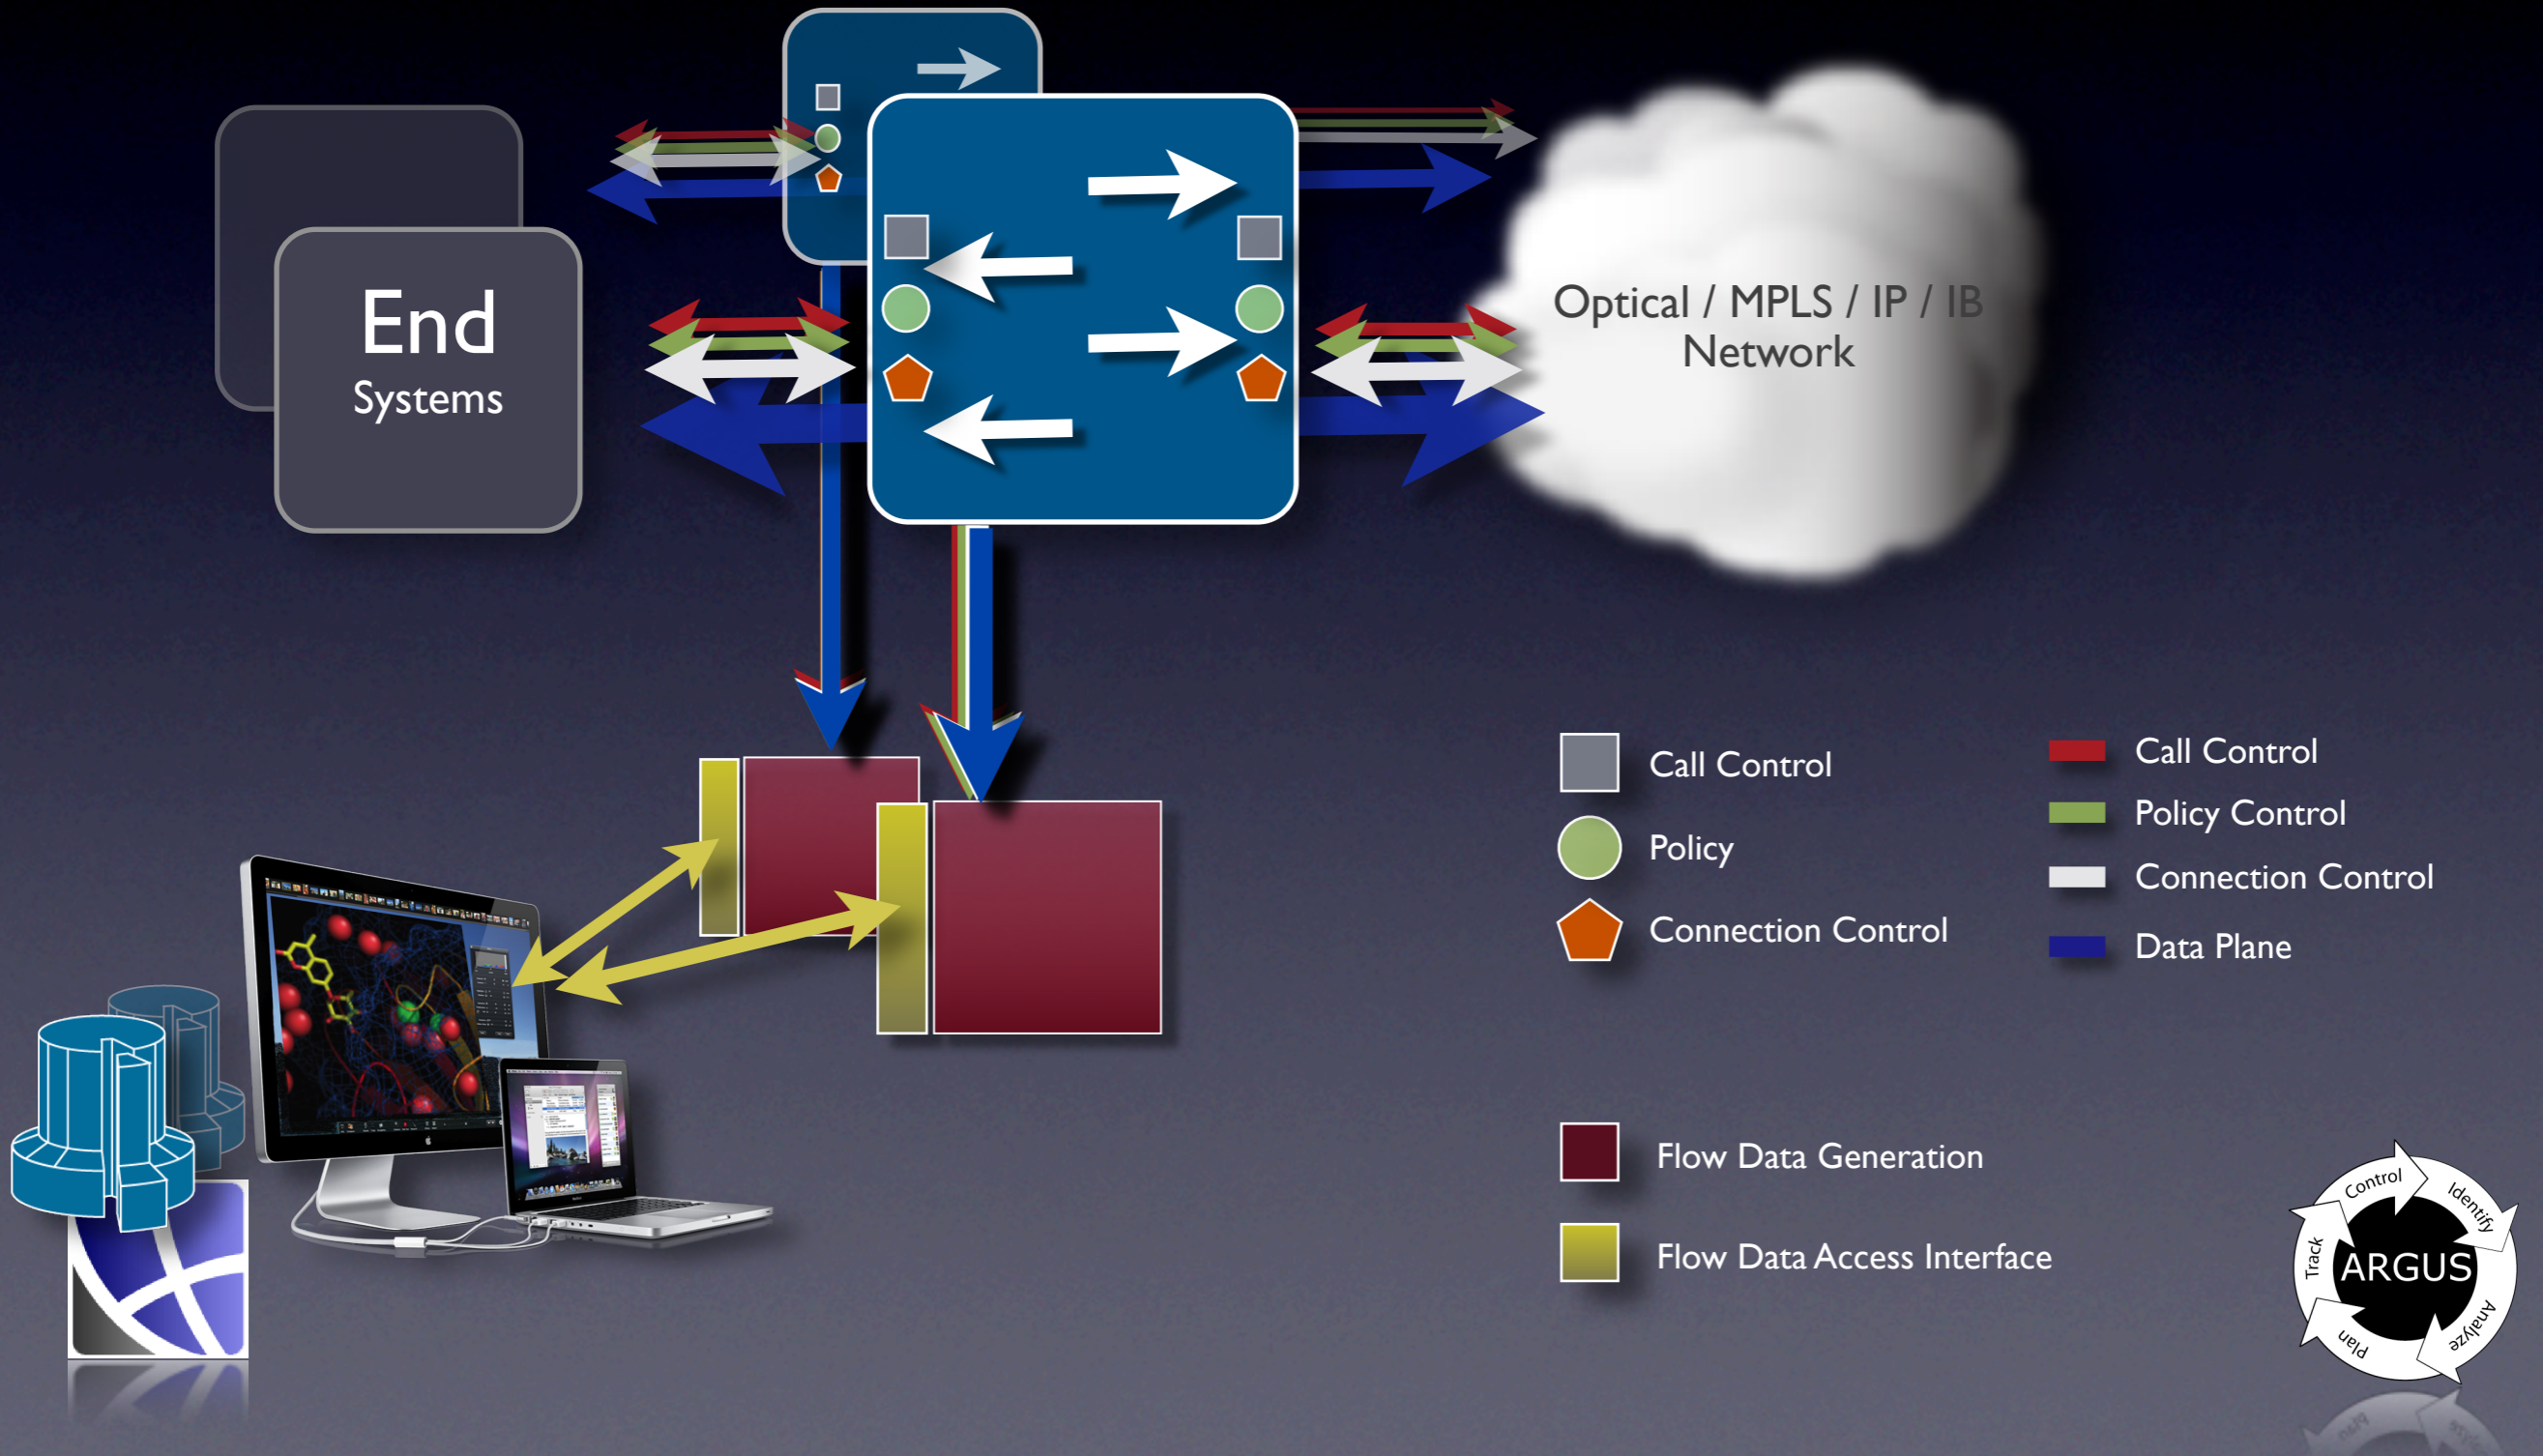 End
Systems
Optical / MPLS / IP / IB
Network
Call Control
Policy
Connection Control
Call Control
Policy Control
Connection Control
Data Plane
Flow Data Generation
Flow Data Access Interface
Control
Identify
Analyze
Plan
Track
ARGUS